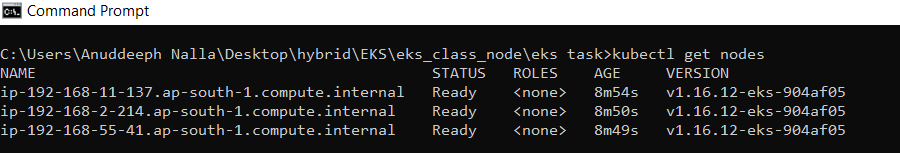 Command Prompt
C:\Users\Anuddeeph Nalla\Desktop\hybrid\EKS\eks_class_node\eks task>kubectl get nodes
NAME STATUS ROLES AGE VERSION
ip-192-168-11-137.ap-south-1.compute.internal Ready <none> 8m54s v1.16.12-eks-904af05
ip-192-168-2-214.ap-south-1.compute.internal Ready <none> 8m50s v1.16.12-eks-904af05
ip-192-168-55-41.ap-south-1.compute.internal Ready <none> 8m49s v1.16.12-eks-904af05